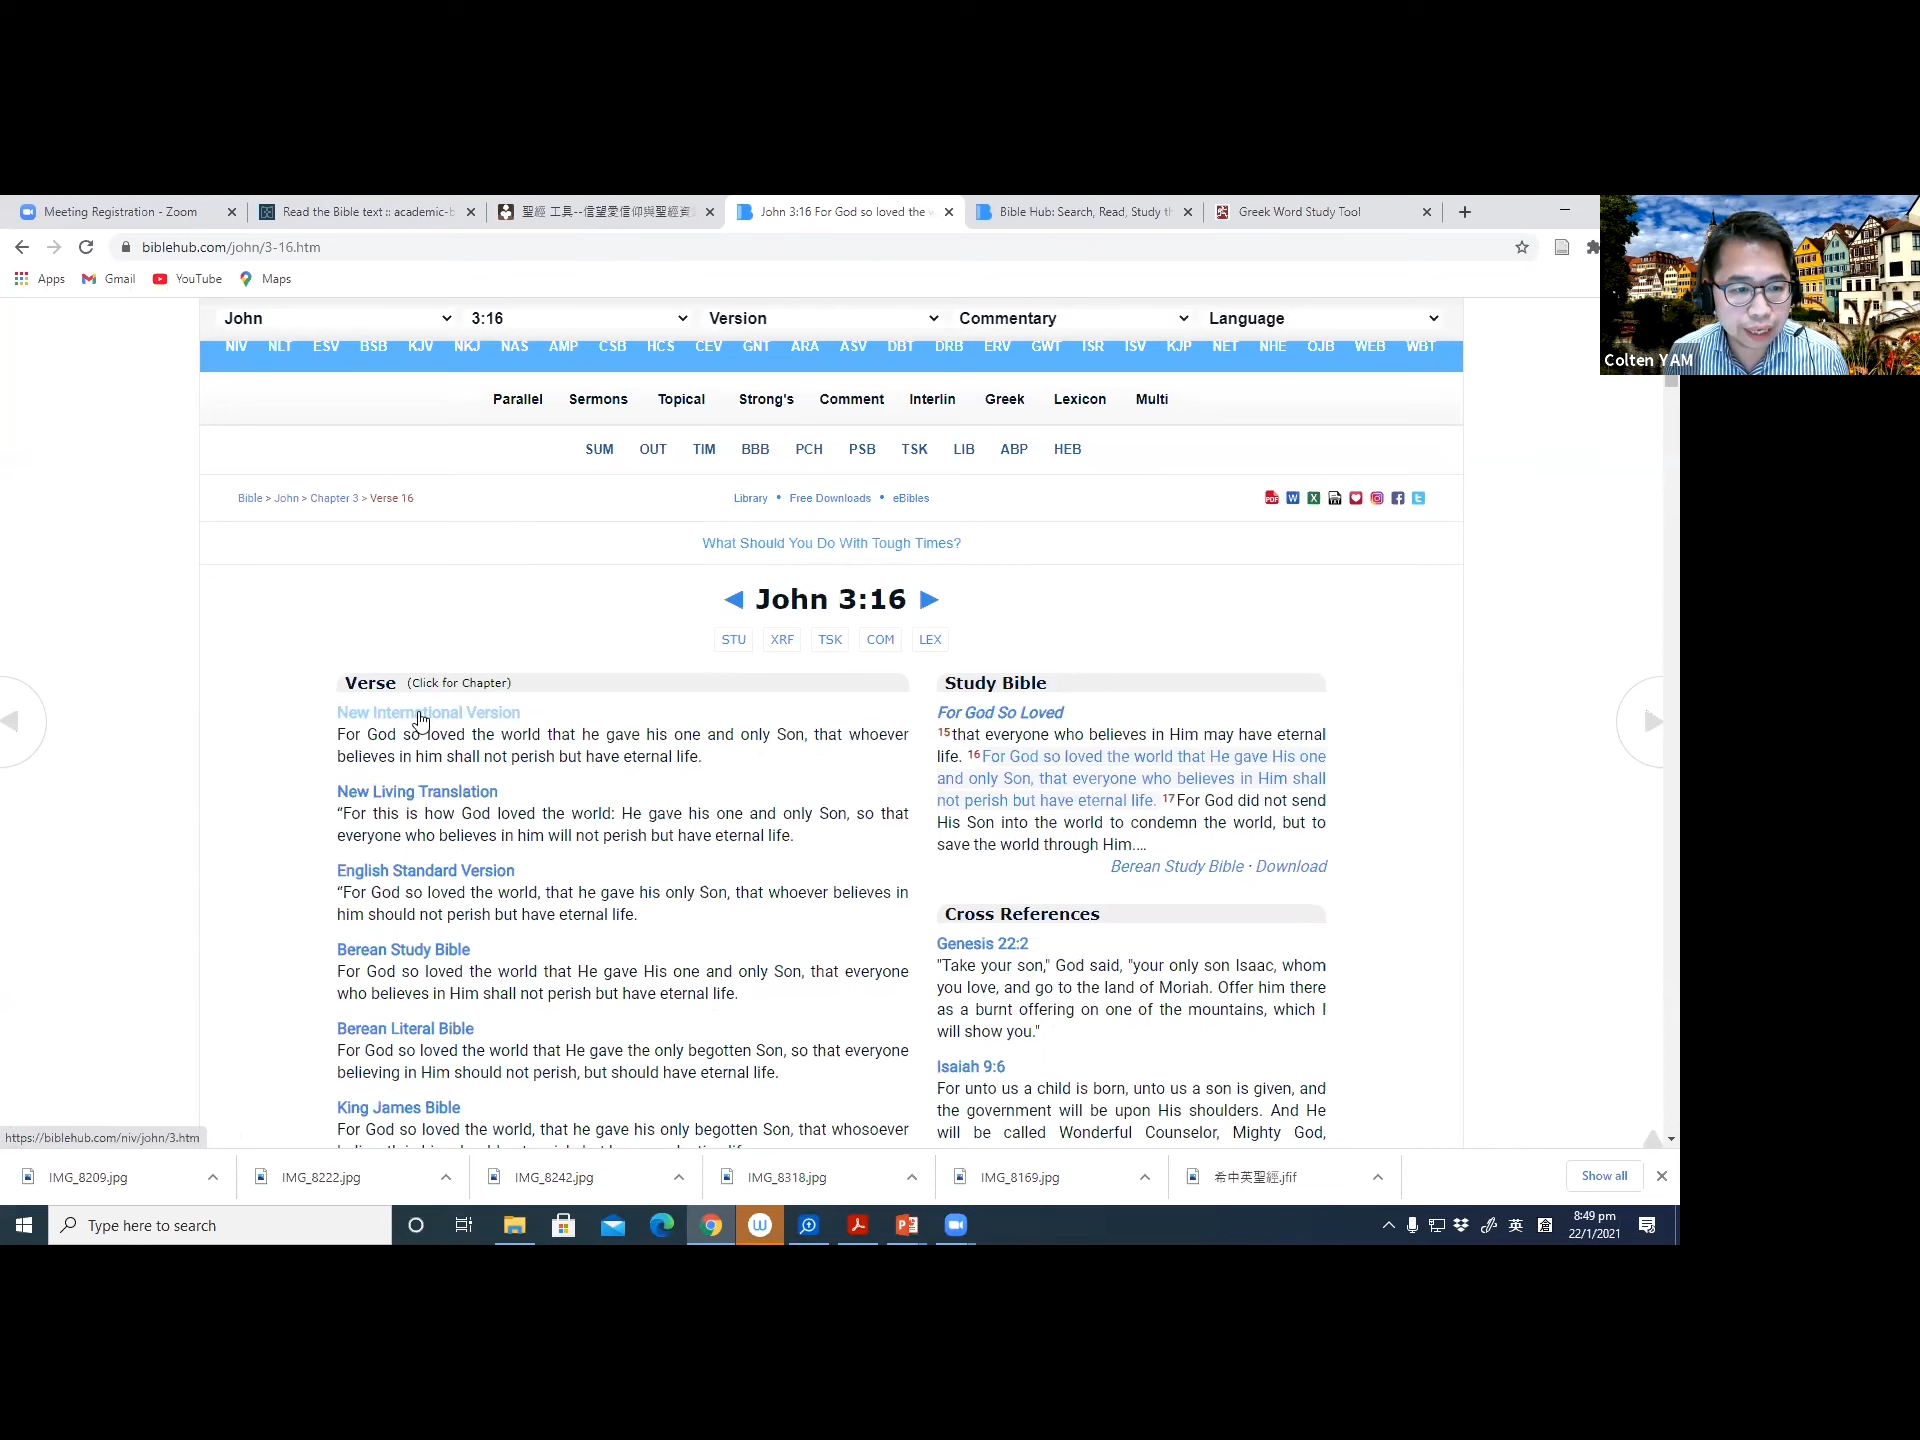 Meeting Registration - Zoom
Read the Bible text :: academic-b
聖經 工具--信望愛信仰與聖經資
John 3:16 For God so loved the
Bible Hub: Search, Read, Study th
Greek Word Study Tool
biblehub.com/john/3-16.htm
Apps Gmail YouTube Maps
Colten YAM
John 3:16 Version Commentary Language
NIV NLT ESV BSB KJV NKJ NAS AMP CSB HCS CEV GNT ARA ASV DBT DRB ERV GWT ISR ISV KJP NET NHE OJB WEB WBT
Parallel Sermons Topical Strong's Comment Interlin Greek Lexicon Multi
SUM OUT TIM BBB PCH PSB TSK LIB ABP HEB
Bible > John > Chapter 3 > Verse 16
Library • Free Downloads • eBibles
What Should You Do With Tough Times?
◄ John 3:16 ►
STU XRF TSK COM LEX
Verse (Click for Chapter)
New International Version
For God so loved the world that he gave his one and only Son, that whoever
believes in him shall not perish but have eternal life.
New Living Translation
“For this is how God loved the world: He gave his one and only Son, so that
everyone who believes in him will not perish but have eternal life.
English Standard Version
“For God so loved the world, that he gave his only Son, that whoever believes in
him should not perish but have eternal life.
Berean Study Bible
For God so loved the world that He gave His one and only Son, that everyone
who believes in Him shall not perish but have eternal life.
Berean Literal Bible
For God so loved the world that He gave the only begotten Son, so that everyone
believing in Him should not perish, but should have eternal life.
King James Bible
For God so loved the world, that he gave his only begotten Son, that whosoever
Study Bible
For God So Loved
15that everyone who believes in Him may have eternal
life. 16For God so loved the world that He gave His one
and only Son, that everyone who believes in Him shall
not perish but have eternal life. 17For God did not send
His Son into the world to condemn the world, but to
save the world through Him.…
Berean Study Bible · Download
Cross References
Genesis 22:2
"Take your son," God said, "your only son Isaac, whom
you love, and go to the land of Moriah. Offer him there
as a burnt offering on one of the mountains, which I
will show you."
Isaiah 9:6
For unto us a child is born, unto us a son is given, and
the government will be upon His shoulders. And He
will be called Wonderful Counselor, Mighty God,
https://biblehub.com/niv/john/3.htm
IMG_8209.jpg
IMG_8222.jpg
IMG_8242.jpg
IMG_8318.jpg
IMG_8169.jpg
希中英聖經.jfif
Show all
Type here to search
英 倉
8:49 pm
22/1/2021